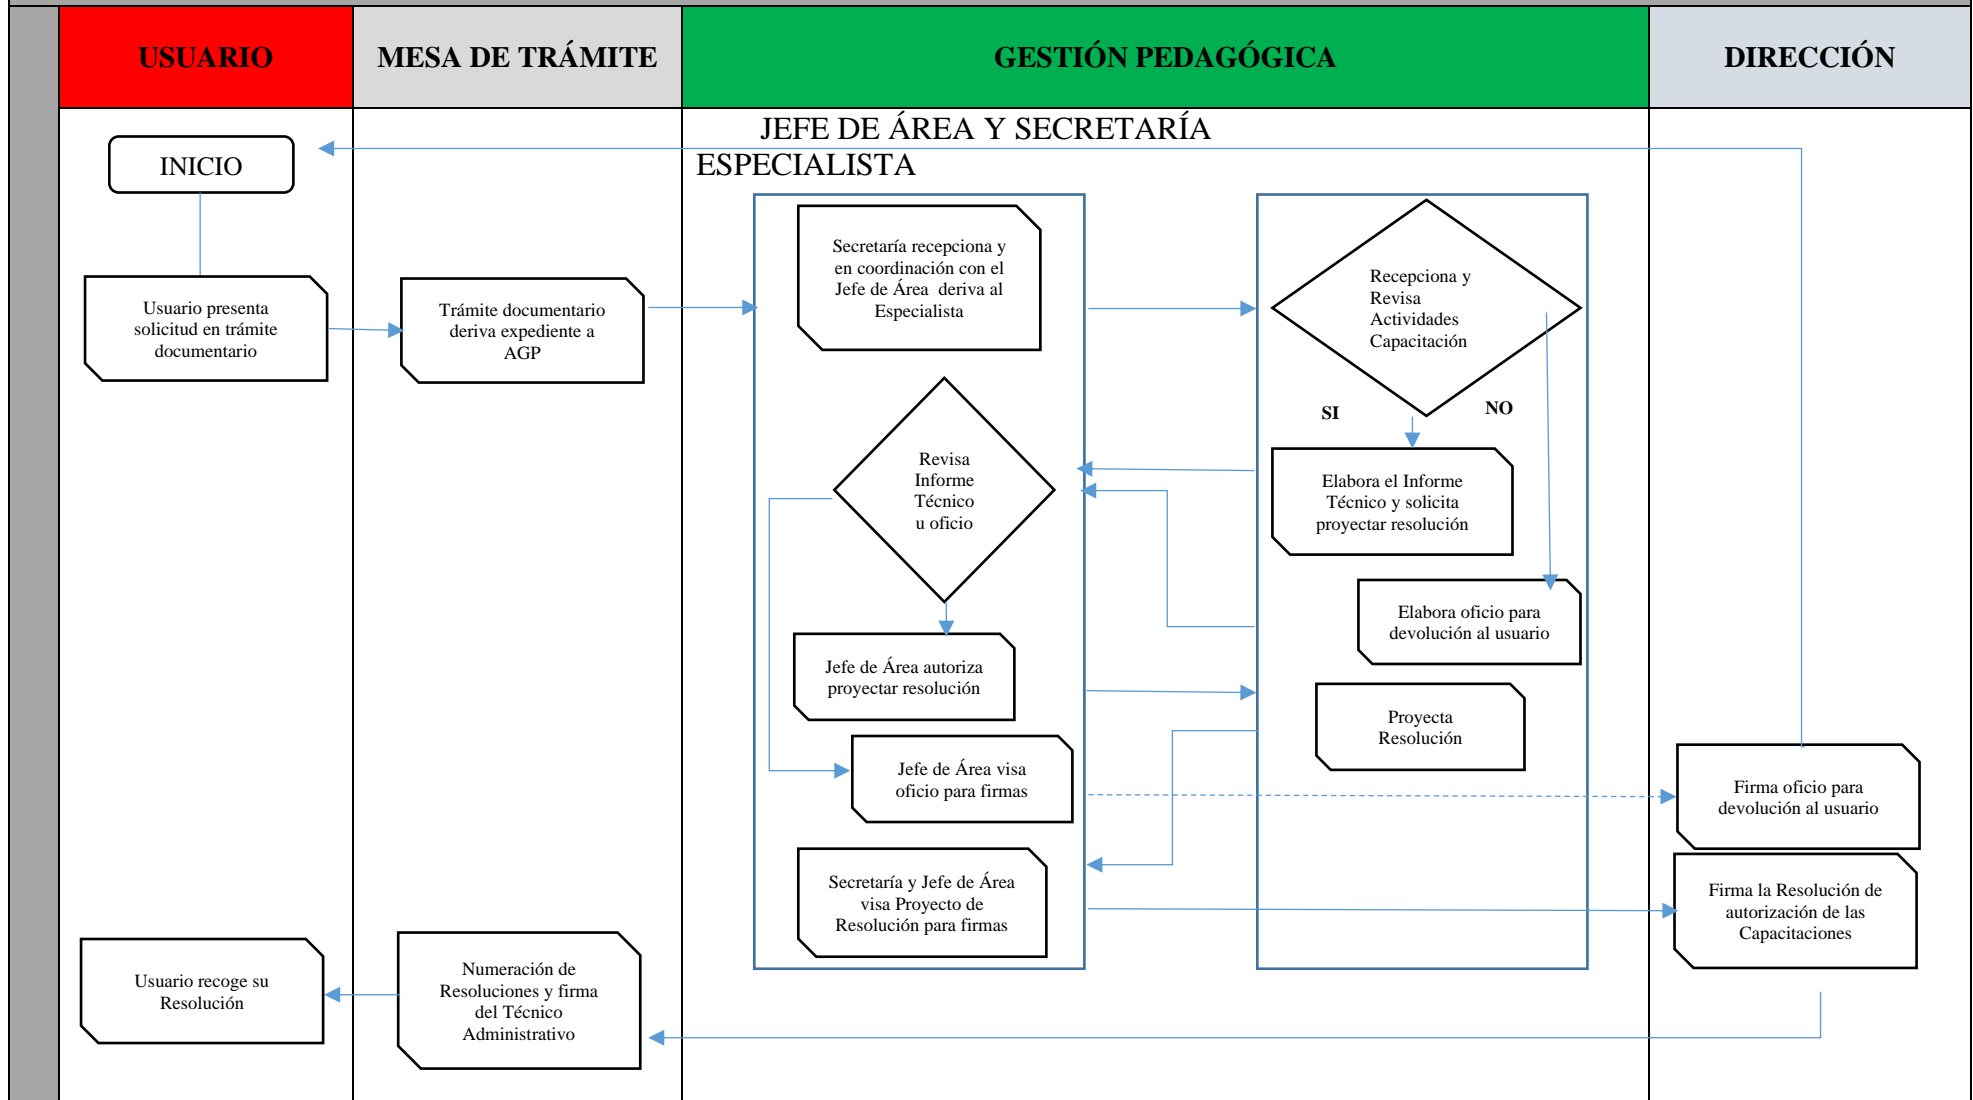 USUARIO
MESA DE TRÁMITE
GESTIÓN PEDAGÓGICA
DIRECCIÓN
JEFE DE ÁREA Y SECRETARÍA
ESPECIALISTA
INICIO
Usuario presenta
solicitud en trámite
documentario
Trámite documentario
deriva expediente a
AGP
Secretaría recepciona y
en coordinación con el
Jefe de Área deriva al
Especialista
Recepciona y
Revisa
Actividades
Capacitación
SI
NO
Revisa
Informe
Técnico
u oficio
Elabora el Informe
Técnico y solicita
proyectar resolución
Elabora oficio para
devolución al usuario
Jefe de Área autoriza
proyectar resolución
Proyecta
Resolución
Jefe de Área visa
oficio para firmas
Firma oficio para
devolución al usuario
Secretaría y Jefe de Área
visa Proyecto de
Resolución para firmas
Firma la Resolución de
autorización de las
Capacitaciones
Numeración de
Resoluciones y firma
del Técnico
Administrativo
Usuario recoge su
Resolución